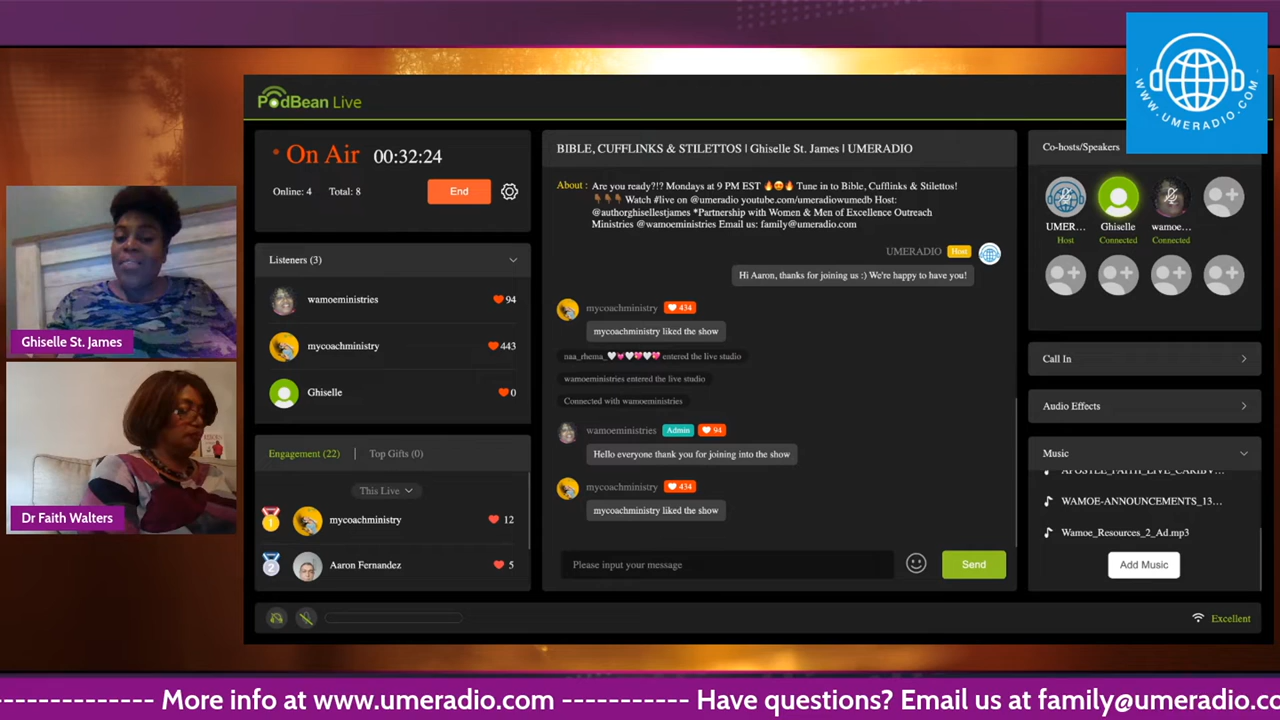 WWW.UMERADIO.COM
PodBean Live
On Air 00:32:24
Online: 4 Total: 8 End
Listeners (3)
wamoeministries 94
mycoachministry 443
Ghiselle 0
Engagement (22) | Top Gifts (0)
This Live
1 mycoachministry 12
2 Aaron Fernandez 5
BIBLE, CUFFLINKS & STILETTOS | Ghiselle St. James | UMERADIO
About : Are you ready?!? Mondays at 9 PM EST 🔥😍🔥 Tune in to Bible, Cufflinks & Stilettos!
👇🏾👇🏾👇🏾 Watch #live on @umeradio youtube.com/umeradiowumedb Host:
@authorghisellestjames *Partnership with Women & Men of Excellence Outreach
Ministries @wamoeministries Email us: family@umeradio.com
UMERADIO Host
Hi Aaron, thanks for joining us :) We're happy to have you!
mycoachministry 434
mycoachministry liked the show
naa_rhema_🤍💗🤍💖🤍💖 entered the live studio
wamoeministries entered the live studio
Connected with wamoeministries
wamoeministries Admin 94
Hello everyone thank you for joining into the show
mycoachministry 434
mycoachministry liked the show
Please input your message Send
Co-hosts/Speakers
UMER... Ghiselle wamoe...
Host Connected Connected
Call In
Audio Effects
Music
WAMOE-ANNOUNCEMENTS_13...
Wamoe_Resources_2_Ad.mp3
Add Music
Excellent
Ghiselle St. James
Dr Faith Walters
------------- More info at www.umeradio.com ----------- Have questions? Email us at family@umeradio.co